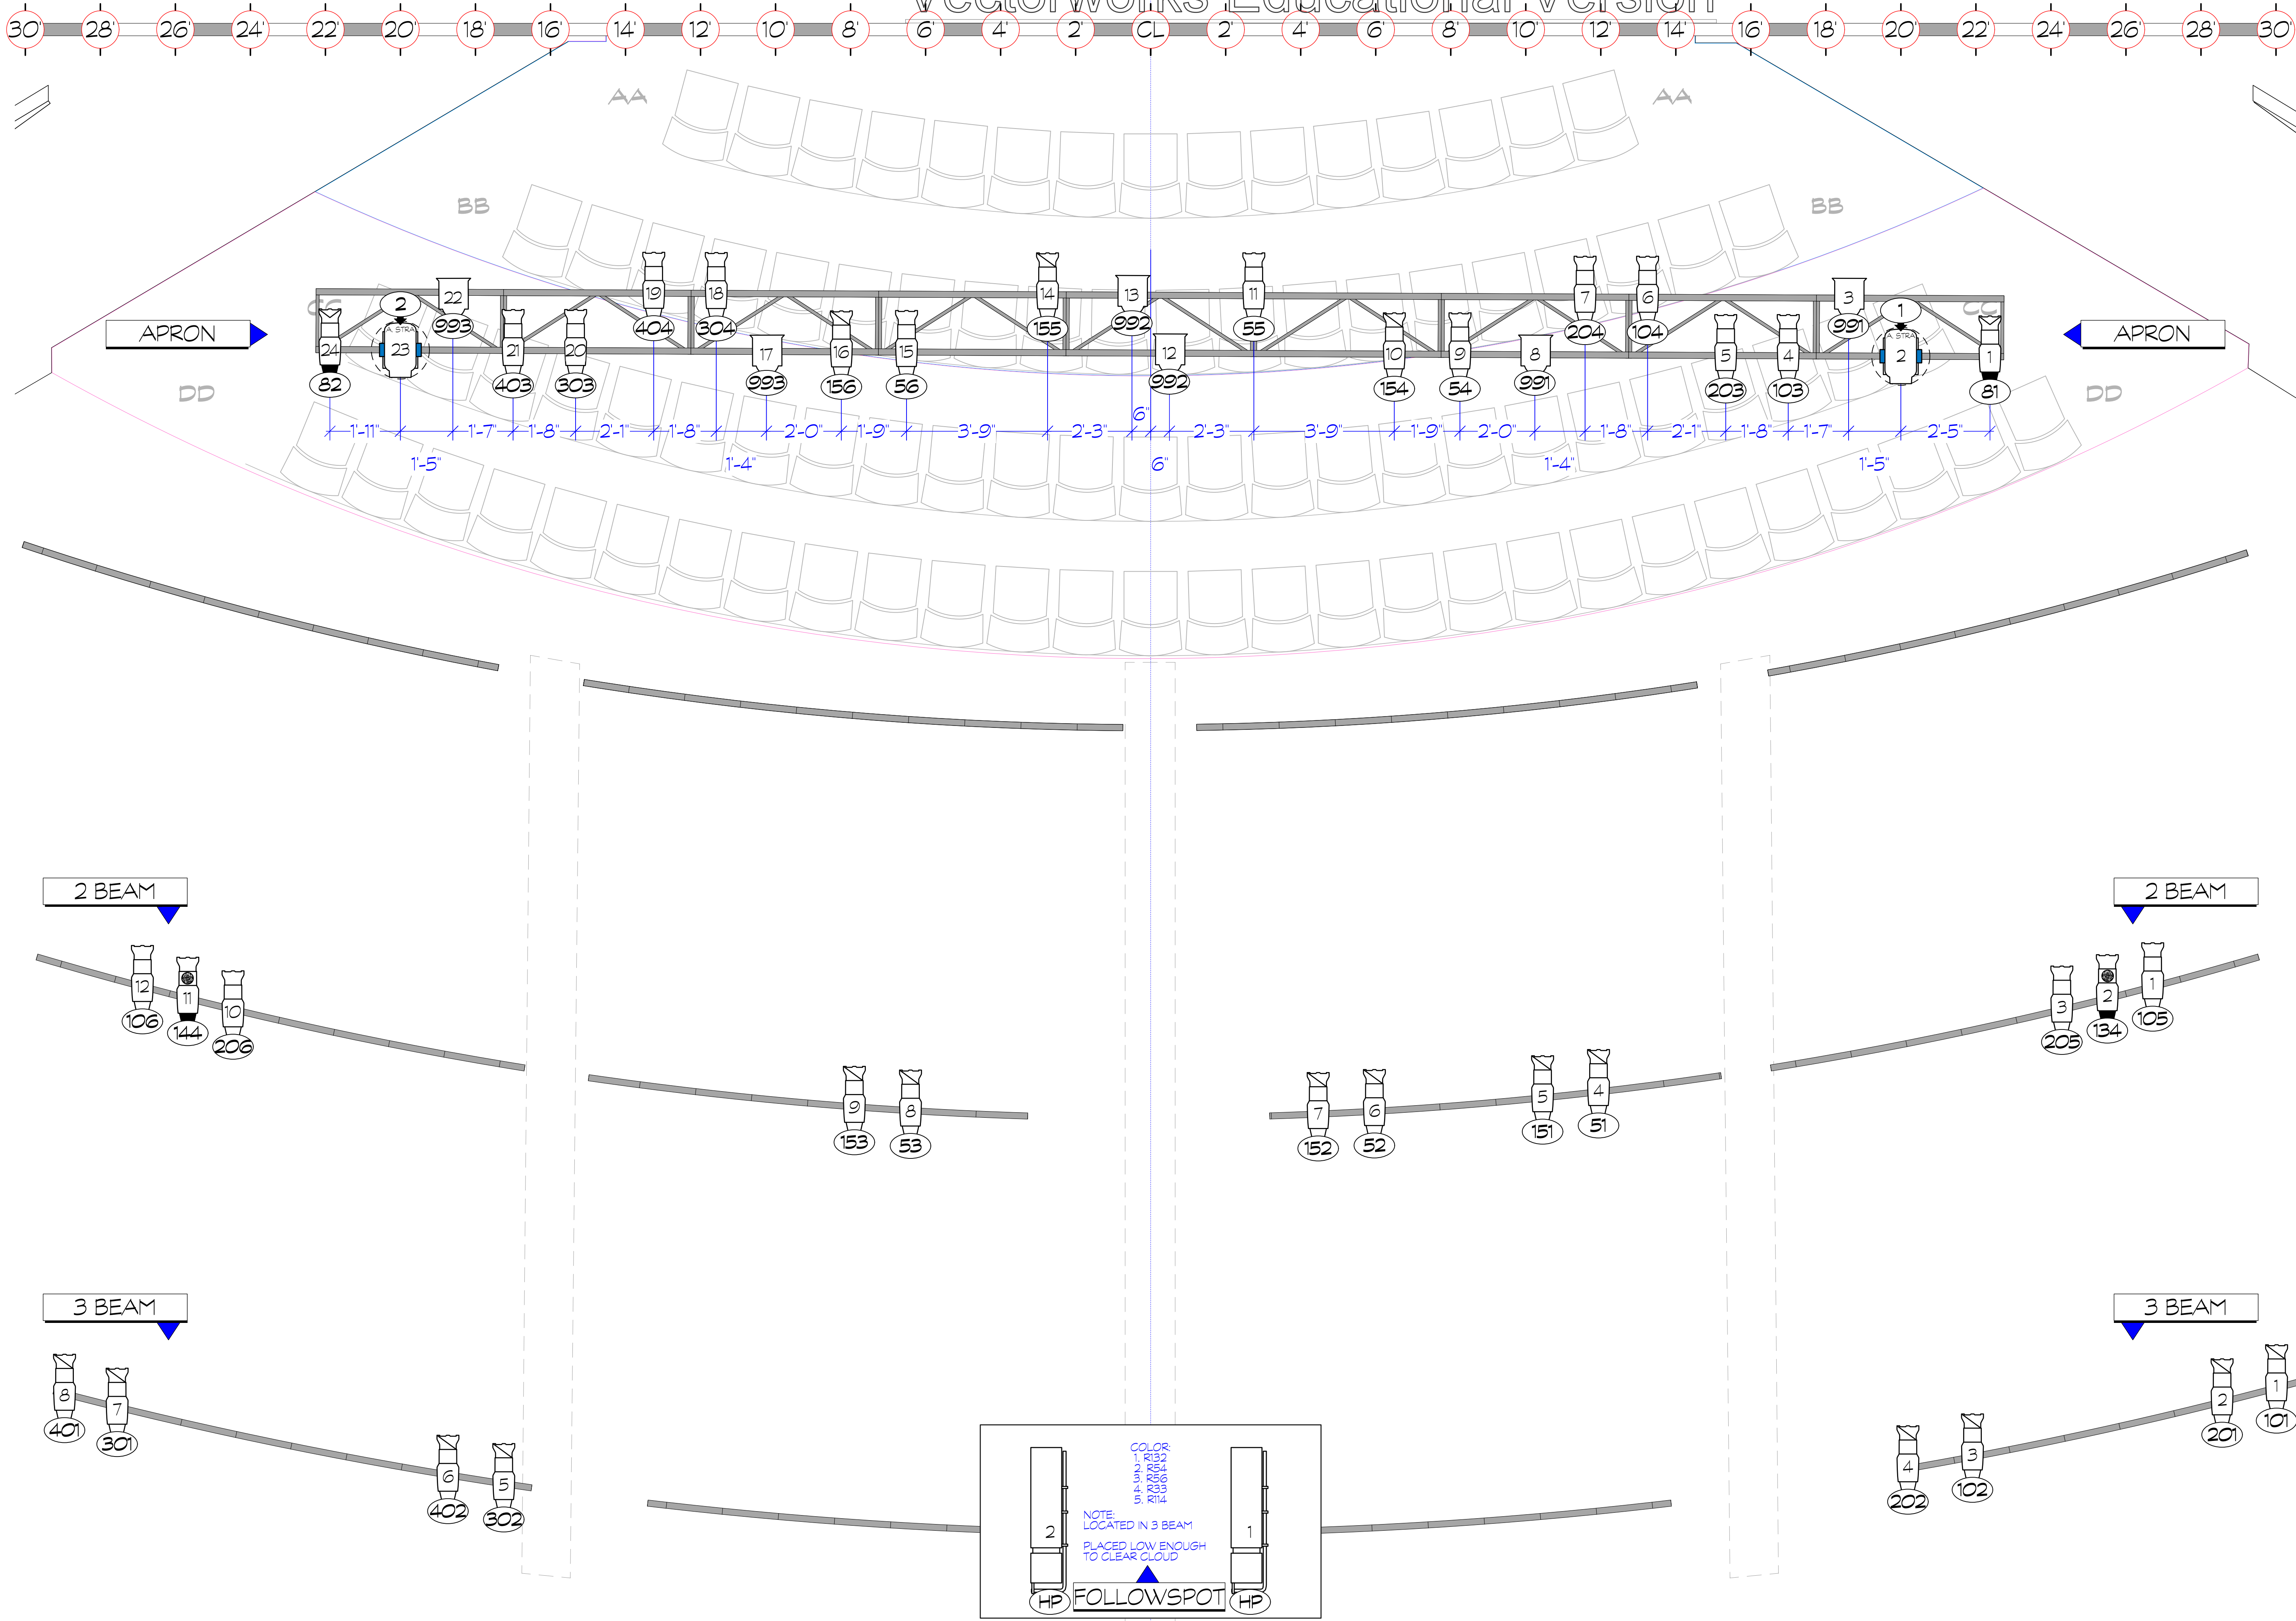 Vectorworks Educational Version
30' 28' 26' 24' 22' 20' 18' 16' 14' 12' 10' 8' 6' 4' 2' CL 2' 4' 6' 8' 10' 12' 14' 16' 18' 20' 22' 24' 26' 28' 30'
AA AA
BB BB
CC CC
22 19 18 14 13 11 7 6 3
993 404 304 155 992 55 204 104 991
2 1
A. STRA A. STRA
APRON APRON
24 23 21 20 17 16 15 12 10 9 8 5 4 2 1
82 403 303 993 156 56 992 154 54 991 203 103 81
DD DD
6"
1'-11" 1'-7" 1'-8" 2'-1" 1'-8" 2'-0" 1'-9" 3'-9" 2'-3" 2'-3" 3'-9" 1'-9" 2'-0" 1'-8" 2'-1" 1'-8" 1'-7" 2'-5"
1'-5" 1'-4" 6" 1'-4" 1'-5"
2 BEAM 2 BEAM
12 11 10 3 2 1
106 144 206 205 134 105
9 8 7 6 5 4
153 53 152 52 151 51
3 BEAM 3 BEAM
8 7 2 1
401 301 201 101
6 5 4 3
402 302 202 102
COLOR:
1. R132
2. R54
3. R56
4. R33
5. R114
NOTE:
LOCATED IN 3 BEAM
PLACED LOW ENOUGH
TO CLEAR CLOUD
2 1
HP FOLLOWSPOT HP